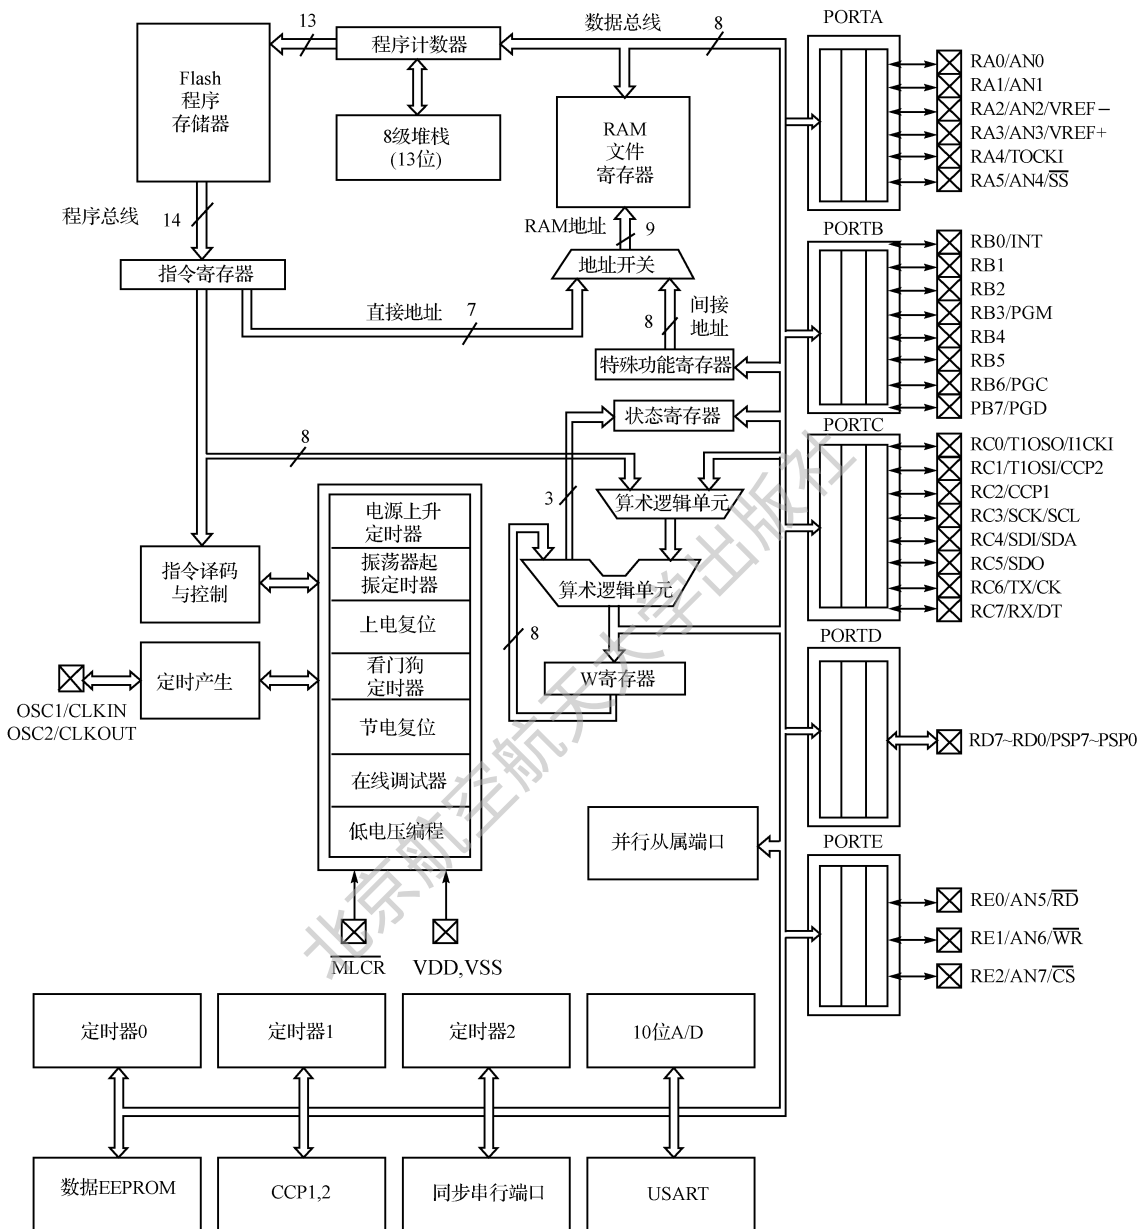 13
程序计数器
数据总线
8
PORTA
Flash
程序
存储器
8级堆栈
(13位)
RAM
文件
寄存器
RA0/AN0
RA1/AN1
RA2/AN2/VREF−
RA3/AN3/VREF+
RA4/TOCKI
RA5/AN4/S̅S̅
程序总线
14
RAM地址
9
PORTB
指令寄存器
地址开关
直接地址
7
8
间接
地址
特殊功能寄存器
RB0/INT
RB1
RB2
RB3/PGM
RB4
RB5
RB6/PGC
PB7/PGD
状态寄存器
PORTC
8
3
算术逻辑单元
RC0/T1OSO/I1CKI
RC1/T1OSI/CCP2
RC2/CCP1
RC3/SCK/SCL
RC4/SDI/SDA
RC5/SDO
RC6/TX/CK
RC7/RX/DT
电源上升
定时器
振荡器起
振定时器
上电复位
看门狗
定时器
节电复位
在线调试器
低电压编程
指令译码
与控制
算术逻辑单元
8
W寄存器
定时产生
OSC1/CLKIN
OSC2/CLKOUT
PORTD
RD7~RD0/PSP7~PSP0
并行从属端口
PORTE
RE0/AN5/R̅D̅
RE1/AN6/W̅R̅
RE2/AN7/C̅S̅
M̅L̅C̅R̅
VDD,VSS
定时器0
定时器1
定时器2
10位A/D
数据EEPROM
CCP1,2
同步串行端口
USART
北京航空航天大学出版社